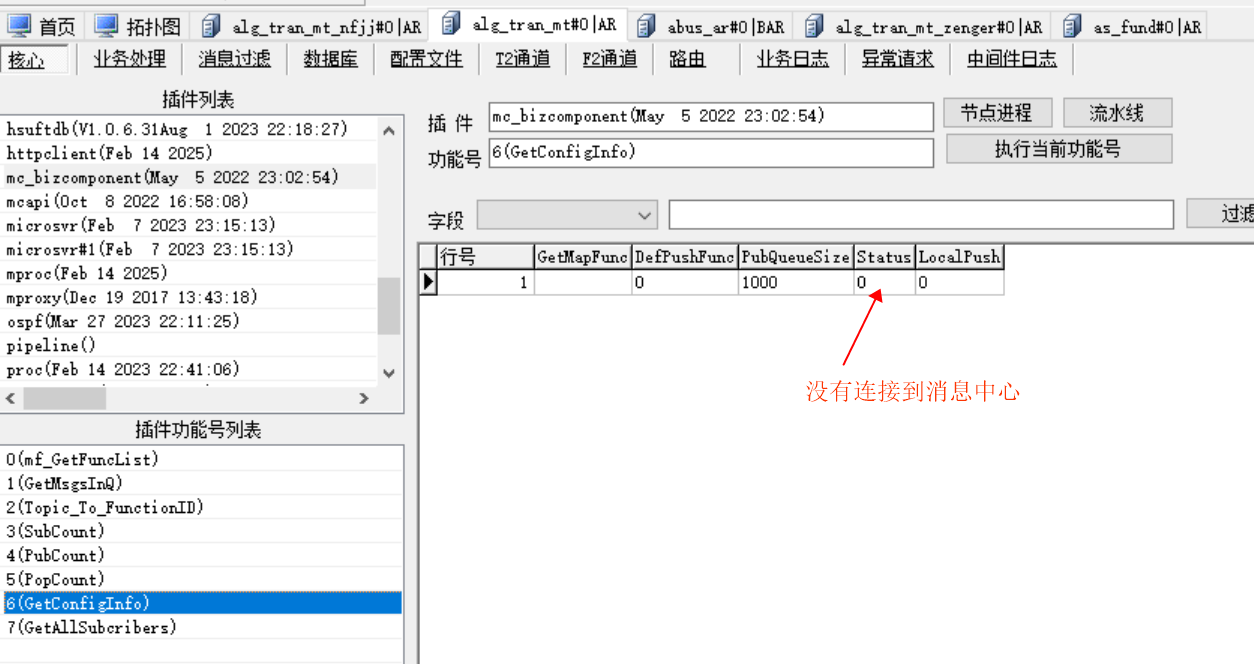 首页 拓扑图 alg_tran_mt_nfjj#0|AR alg_tran_mt#0|AR abus_ar#0|BAR alg_tran_mt_zenger#0|AR as_fund#0|AR
核心 业务处理 消息过滤 数据库 配置文件 T2通道 F2通道 路由 业务日志 异常请求 中间件日志
插件列表
hsuftdb(V1.0.6.31Aug  1 2023 22:18:27)
httpclient(Feb 14 2025)
mc_bizcomponent(May  5 2022 23:02:54)
mcapi(Oct  8 2022 16:58:08)
microsvr(Feb  7 2023 23:15:13)
microsvr#1(Feb  7 2023 23:15:13)
mproc(Feb 14 2025)
mproxy(Dec 19 2017 13:43:18)
ospf(Mar 27 2023 22:11:25)
pipeline()
proc(Feb 14 2023 22:41:06)
插件功能号列表
0(mf_GetFuncList)
1(GetMsgsInQ)
2(Topic_To_FunctionID)
3(SubCount)
4(PubCount)
5(PopCount)
6(GetConfigInfo)
7(GetAllSubcribers)
插 件 mc_bizcomponent(May  5 2022 23:02:54) 节点进程 流水线
功能号 6(GetConfigInfo) 执行当前功能号
字段 过滤
行号 GetMapFunc DefPushFunc PubQueueSize Status LocalPush
1 0 1000 0 0
没有连接到消息中心